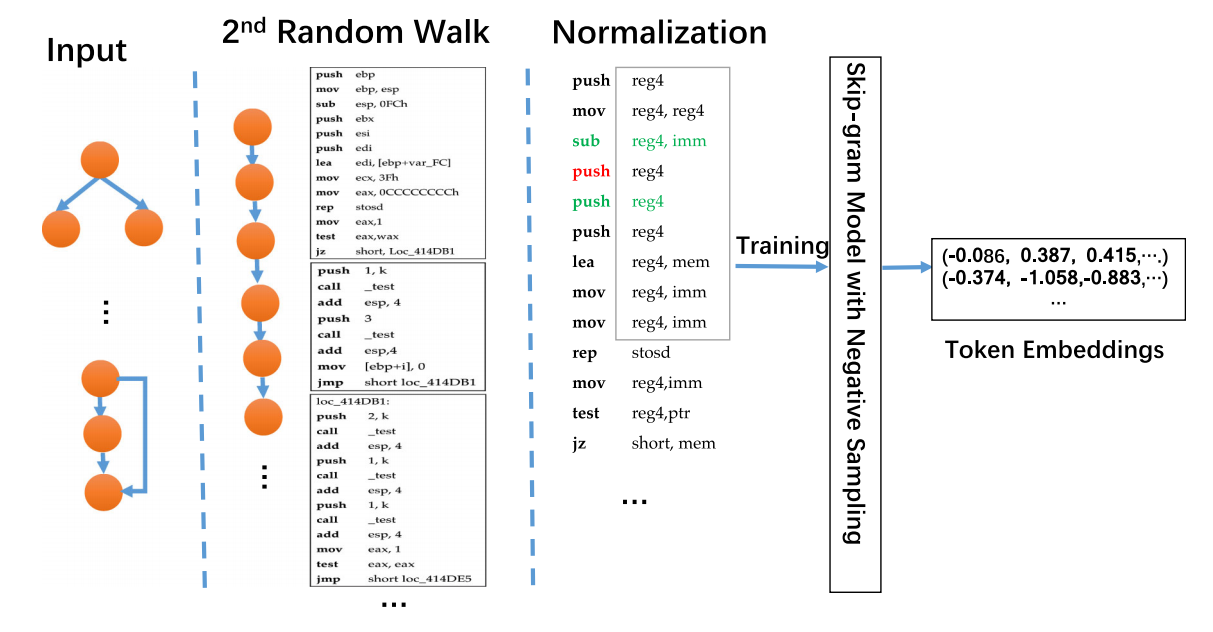 Input
2nd Random Walk
push ebp
mov ebp, esp
sub esp, 0FCh
push ebx
push esi
push edi
lea edi, [ebp+var_FC]
mov ecx, 3Fh
mov eax, 0CCCCCCCCh
rep stosd
mov eax,1
test eax,wax
jz short, Loc_414DB1
push 1, k
call _test
add esp, 4
push 3
call _test
add esp,4
mov [ebp+i], 0
jmp short loc_414DB1
loc_414DB1:
push 2, k
call _test
add esp, 4
push 1, k
call _test
add esp, 4
push 1, k
call _test
add esp, 4
mov eax, 1
test eax, eax
jmp short loc_414DE5
...
Normalization
push reg4
mov reg4, reg4
sub reg4, imm
push reg4
push reg4
push reg4
lea reg4, mem
mov reg4, imm
mov reg4, imm
rep stosd
mov reg4,imm
test reg4,ptr
jz short, mem
...
Training
Skip-gram Model with Negative Sampling
(-0.086, 0.387, 0.415,···.)
(-0.374, -1.058,-0.883,···)
...
Token Embeddings